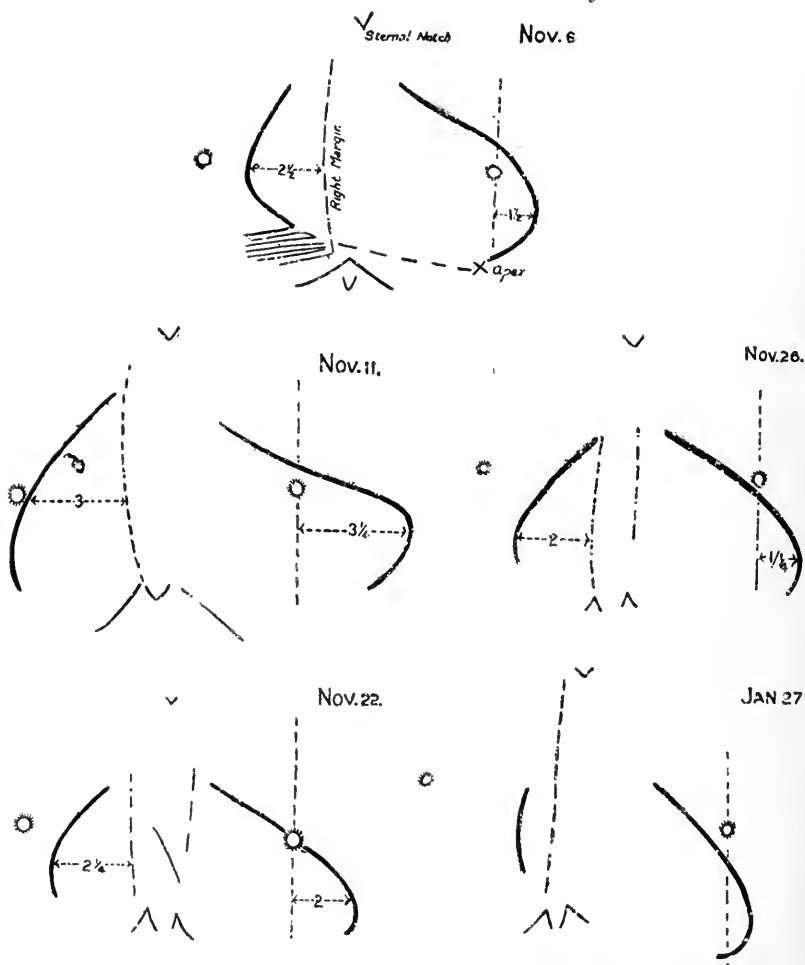 Sternal Notch
Nov. 6
2½
Right Margin
1½
apex
Nov. 11.
3
3¼
Nov. 26.
2
1¼
Nov. 22.
2¼
2
JAN 27